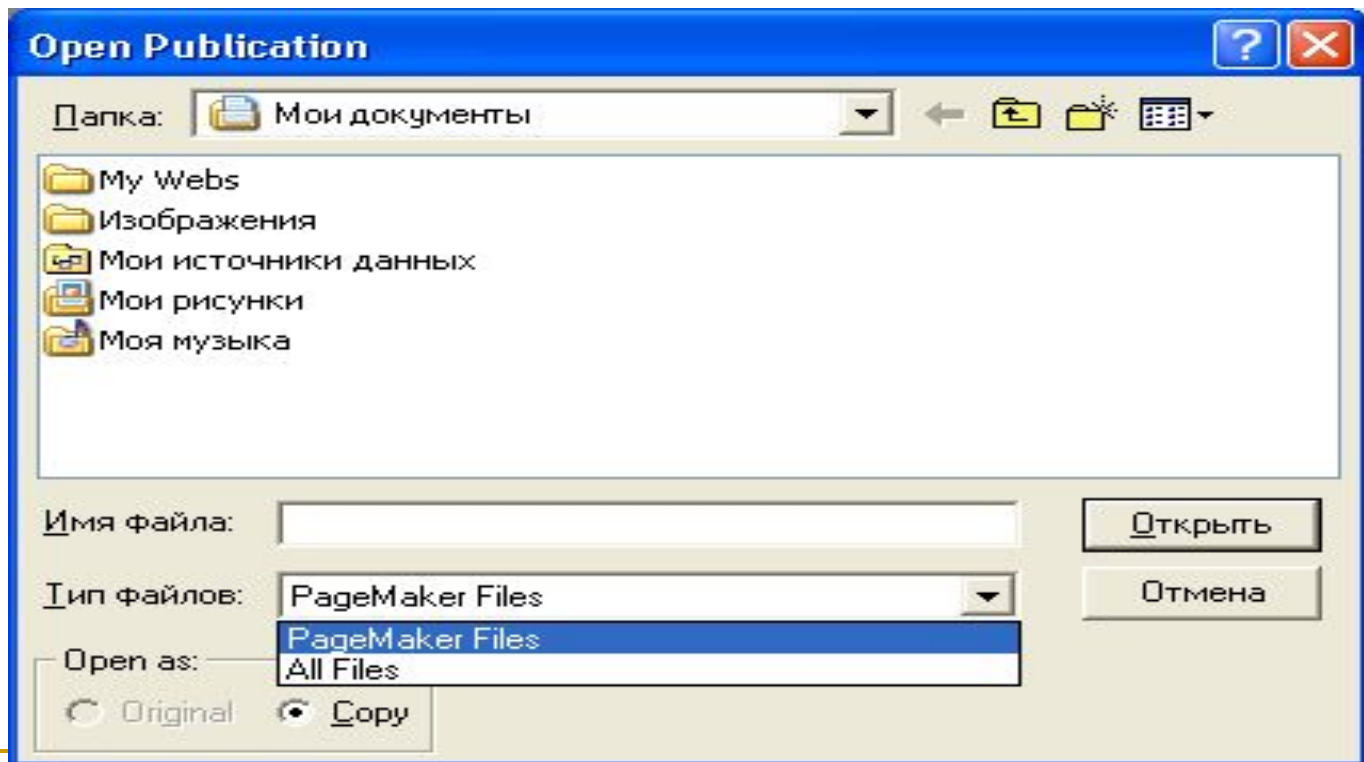 Open Publication
Папка: Мои документы
My Webs
Изображения
Мои источники данных
Мои рисунки
Моя музыка
Имя файла:
Открыть
Тип файлов: PageMaker Files
Отмена
PageMaker Files
All Files
Open as:
Original Copy